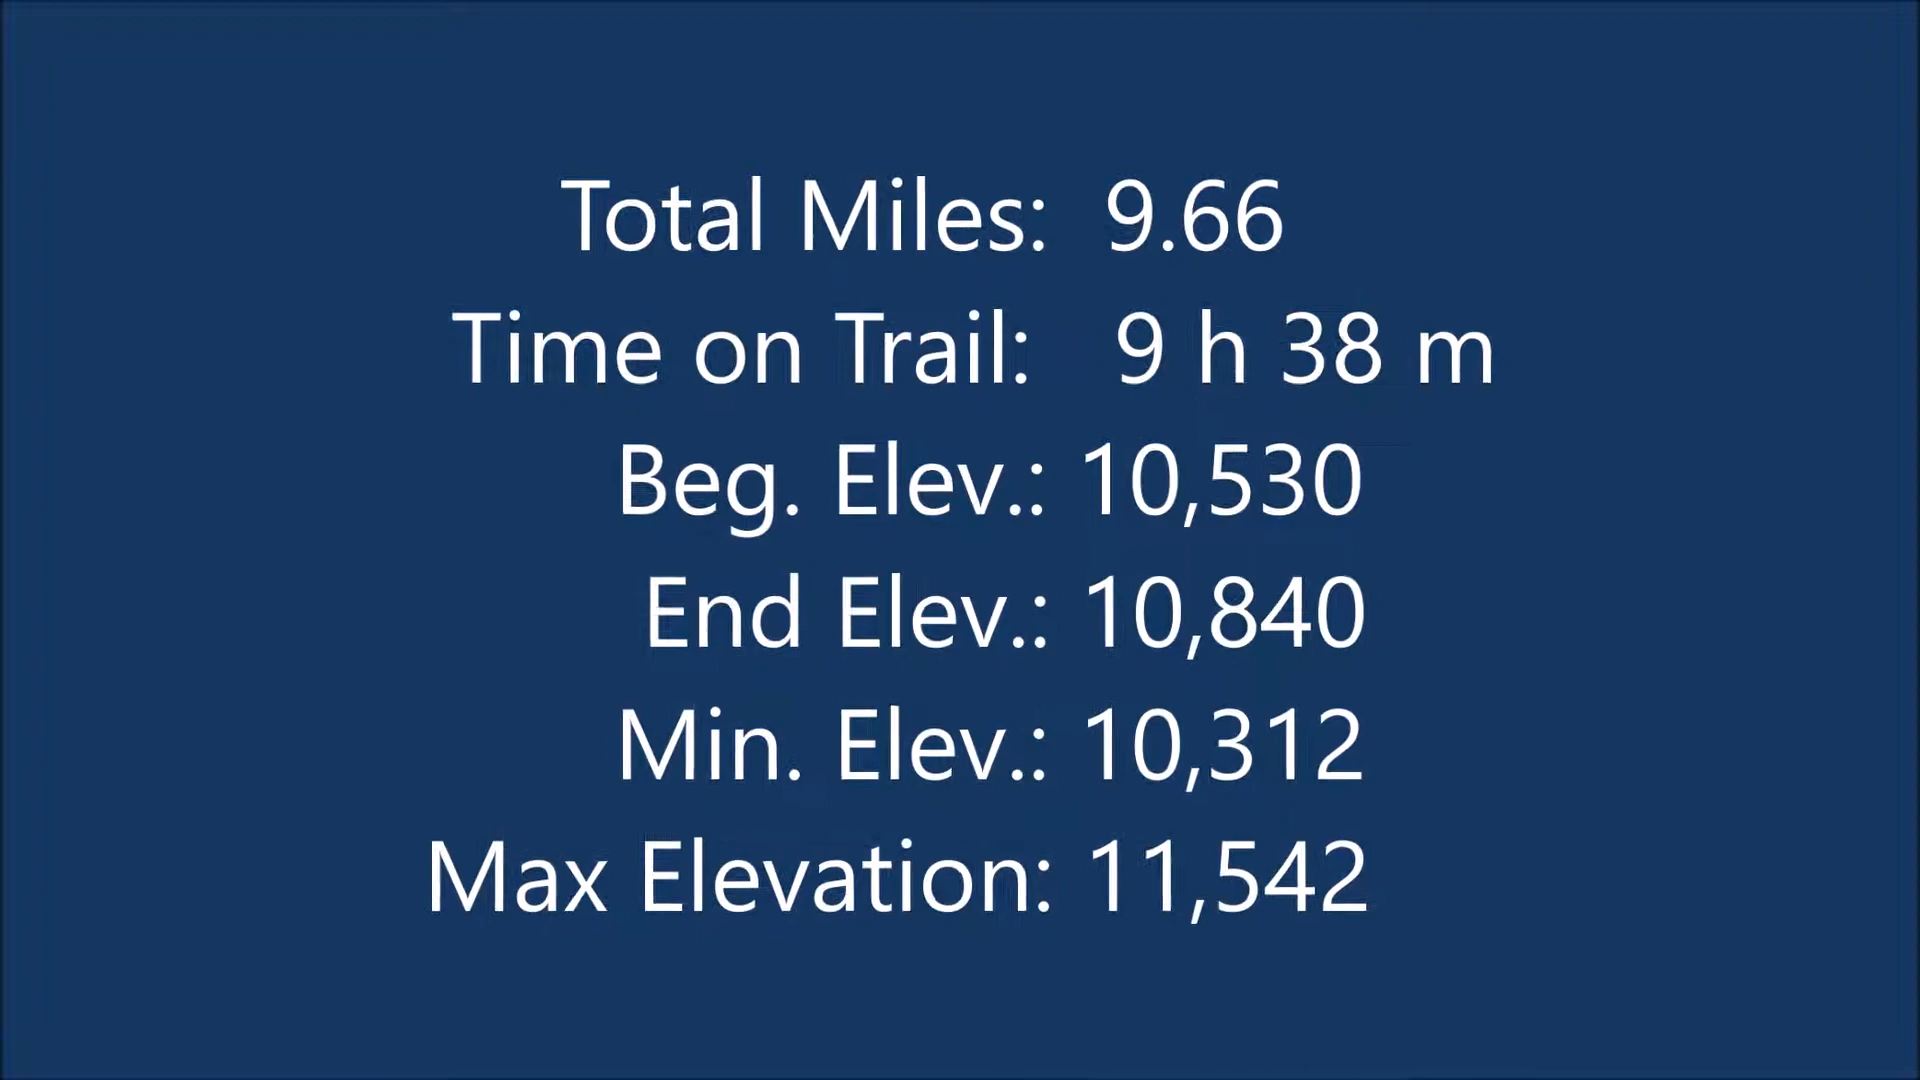 Total Miles: 9.66
Time on Trail: 9 h 38 m
Beg. Elev.: 10,530
End Elev.: 10,840
Min. Elev.: 10,312
Max Elevation: 11,542